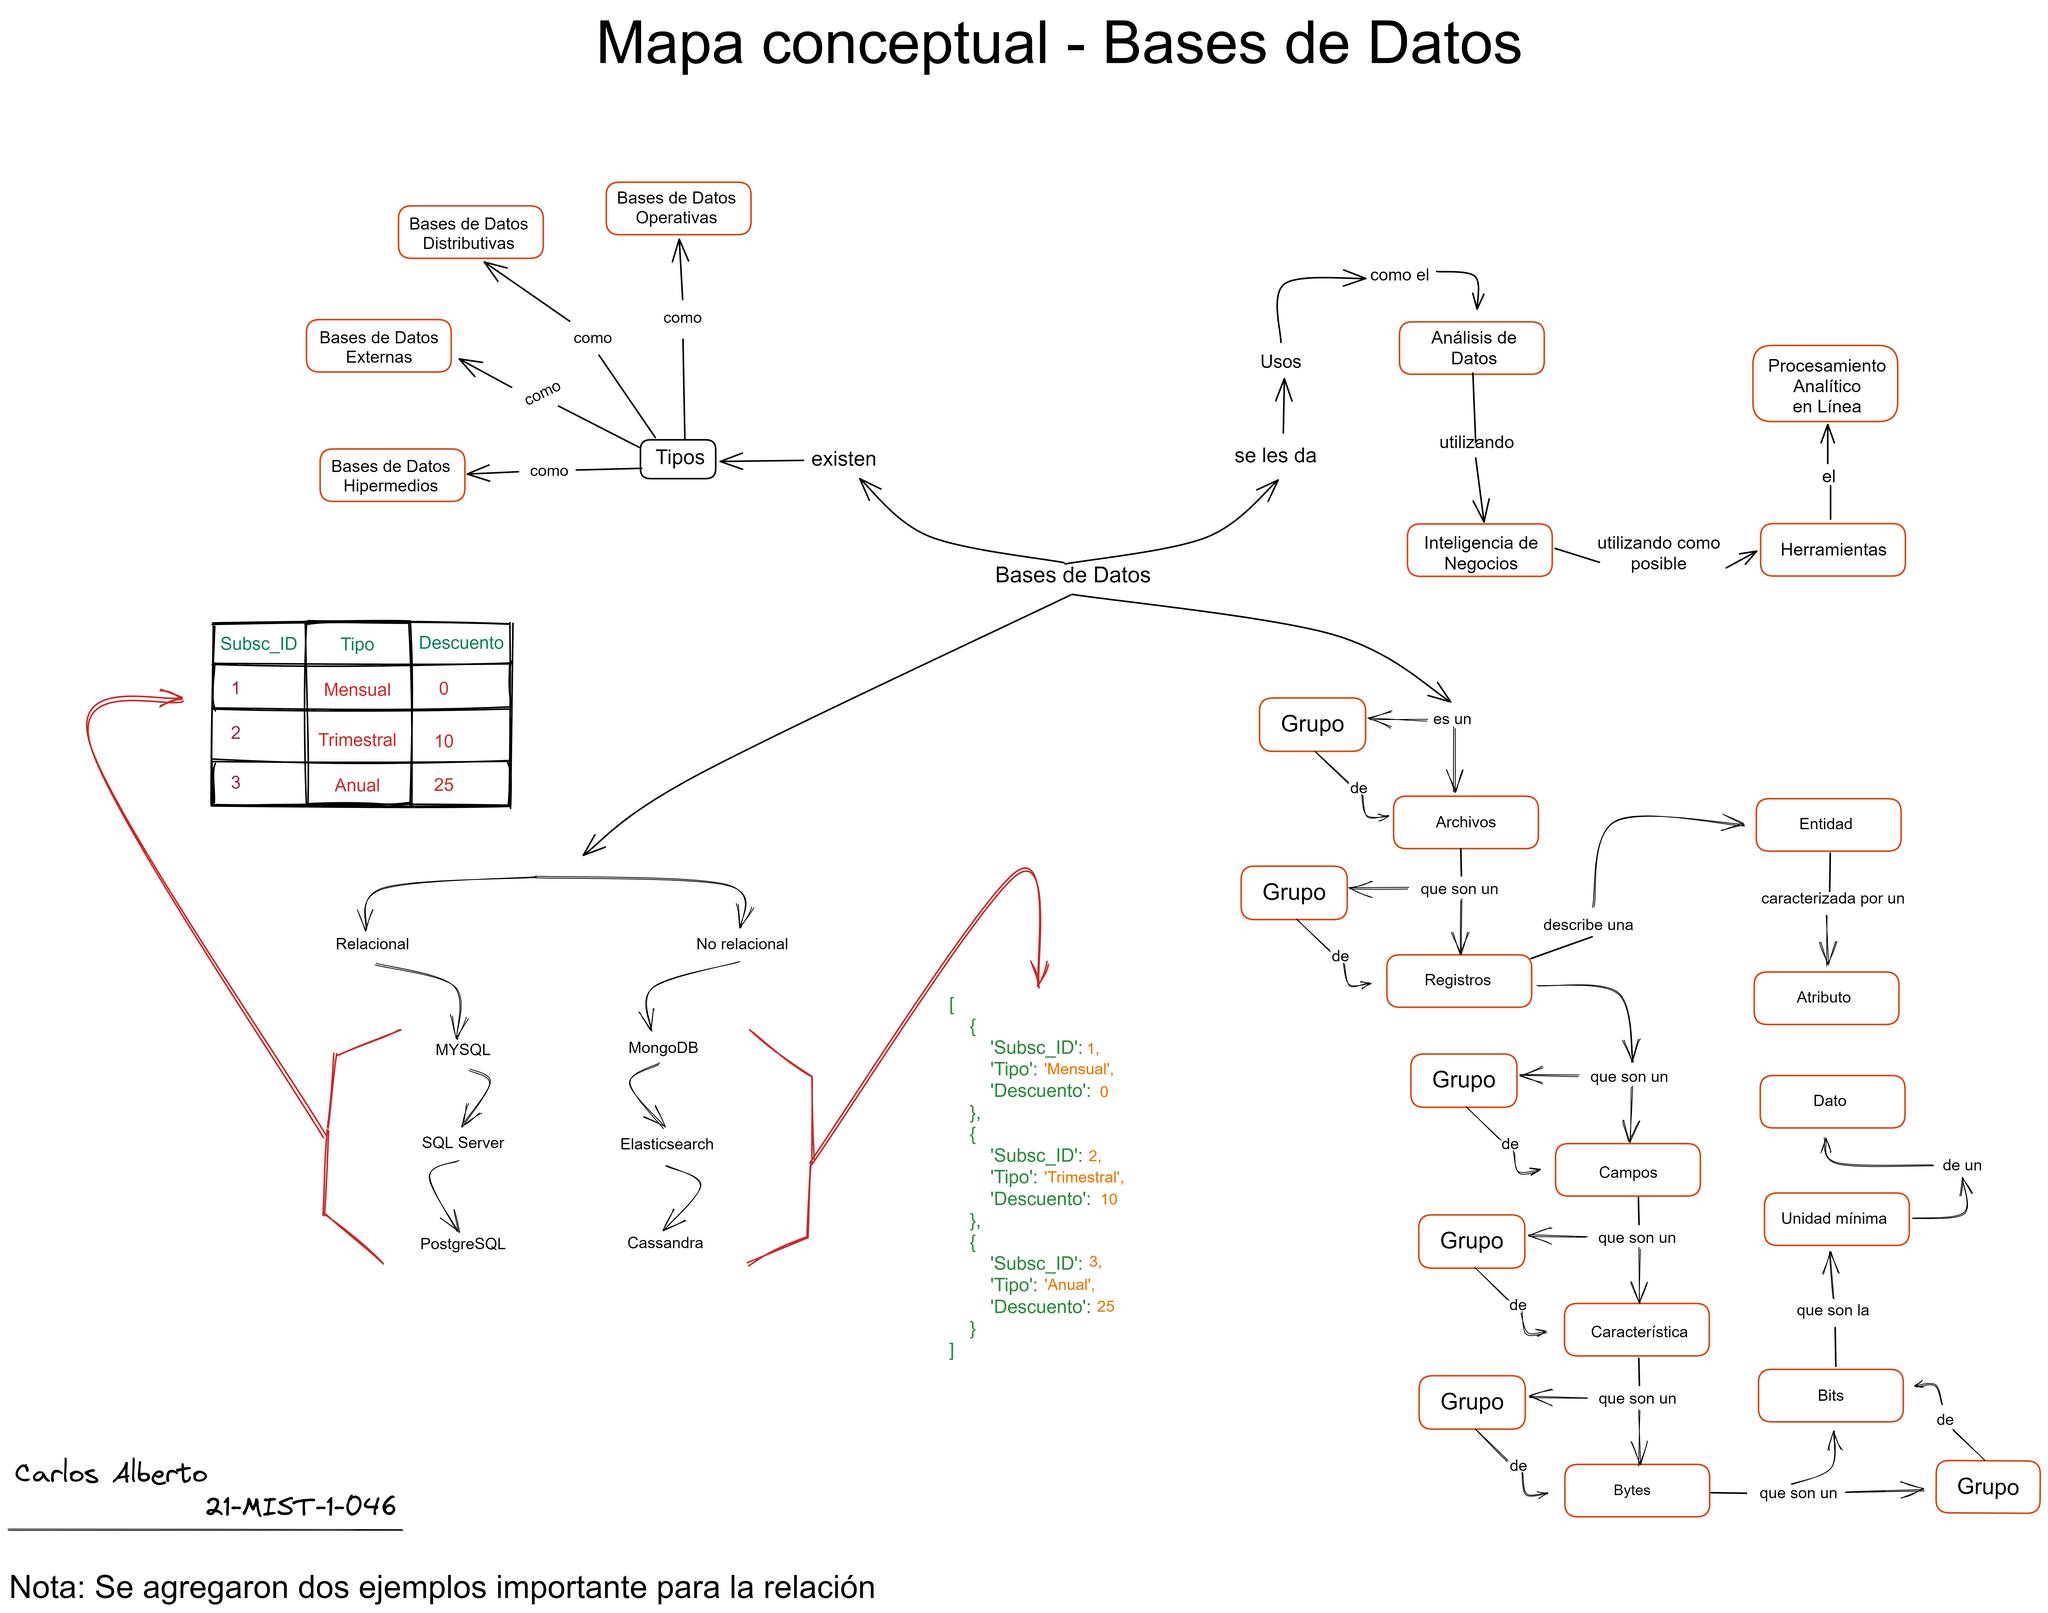 Mapa conceptual - Bases de Datos
Bases de Datos
Operativas
Bases de Datos
Distributivas
Bases de Datos
Externas
Bases de Datos
Hipermedios
como
como
como
como
Tipos
existen
Bases de Datos
se les da
Usos
como el
Análisis de
Datos
utilizando
Inteligencia de
Negocios
utilizando como
posible
Herramientas
el
Procesamiento
Analítico
en Línea
Subsc_ID Tipo Descuento
1 Mensual 0
2 Trimestral 10
3 Anual 25
Relacional
MYSQL
SQL Server
PostgreSQL
No relacional
MongoDB
Elasticsearch
Cassandra
[
{
'Subsc_ID': 1,
'Tipo': 'Mensual',
'Descuento': 0
},
{
'Subsc_ID': 2,
'Tipo': 'Trimestral',
'Descuento': 10
},
{
'Subsc_ID': 3,
'Tipo': 'Anual',
'Descuento': 25
}
]
es un
Grupo
de
Archivos
que son un
Grupo
de
Registros
describe una
Entidad
caracterizada por un
Atributo
que son un
Grupo
de
Campos
que son un
Grupo
de
Característica
que son un
Grupo
de
Bytes
que son un
Grupo
de
Bits
que son la
Unidad mínima
de un
Dato
Carlos Alberto
21-MIST-1-046
Nota: Se agregaron dos ejemplos importante para la relación